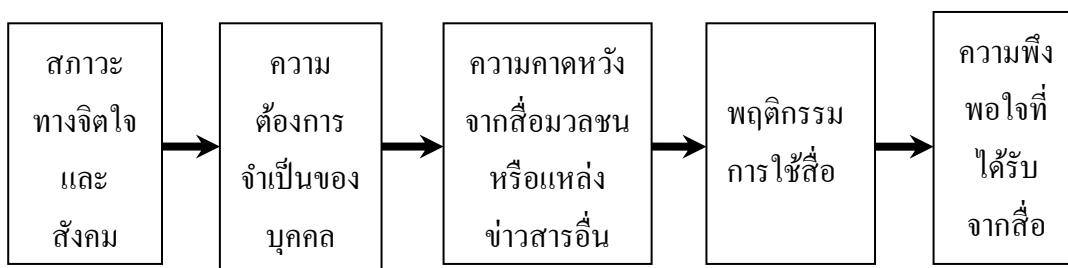 สภาวะ
ทางจิตใจ
และ
สังคม
ความ
ต้องการ
จำเป็นของ
บุคคล
ความคาดหวัง
จากสื่อมวลชน
หรือแหล่ง
ข่าวสารอื่น
พฤติกรรม
การใช้สื่อ
ความพึง
พอใจที่
ได้รับ
จากสื่อ